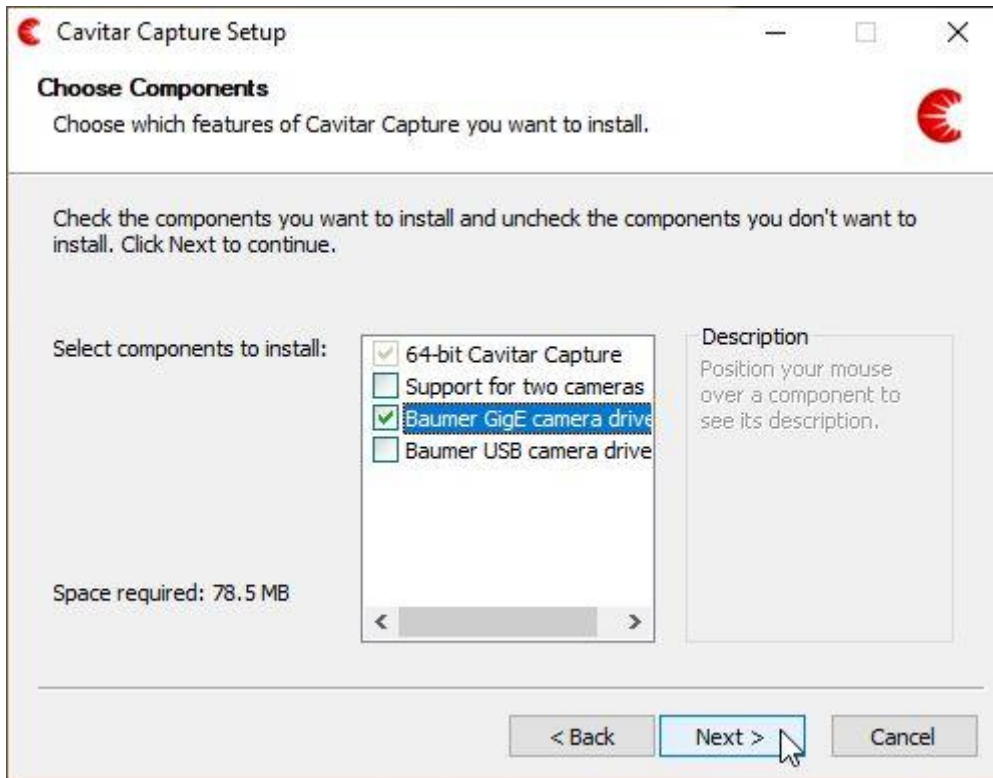 Cavitar Capture Setup
Choose Components
Choose which features of Cavitar Capture you want to install.
Check the components you want to install and uncheck the components you don't want to
install. Click Next to continue.
Select components to install:
64-bit Cavitar Capture
Support for two cameras
Baumer GigE camera drive
Baumer USB camera drive
Description
Position your mouse
over a component to
see its description.
Space required: 78.5 MB
< Back
Next >
Cancel